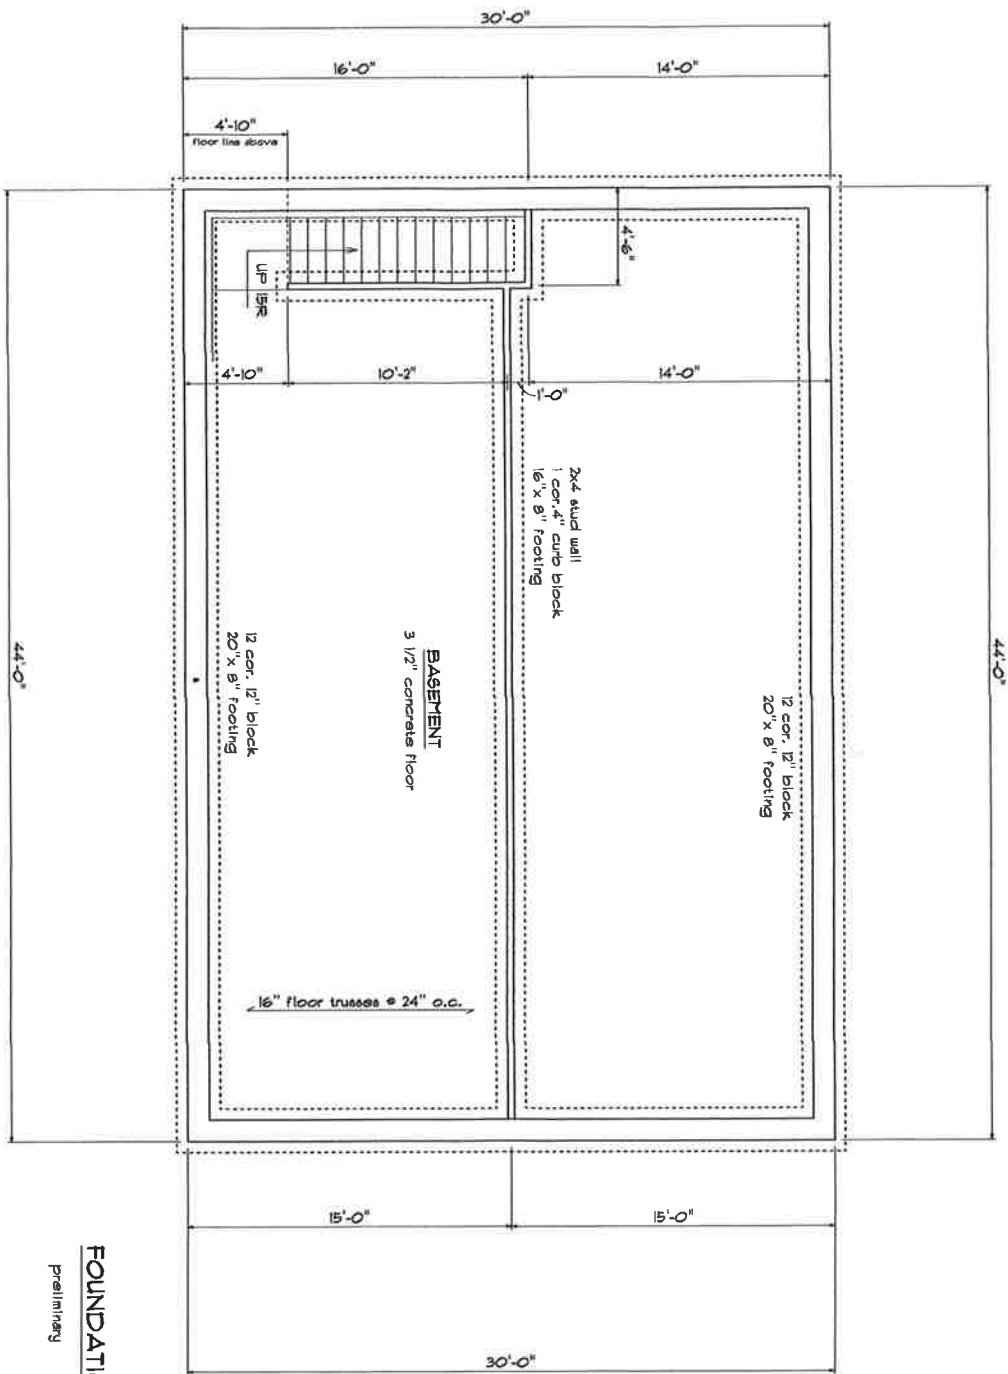 30'-0"
16'-0"
14'-0"
4'-10"
floor line above
4'-6"
UP 15R
4'-10"
10'-2"
1'-0"
14'-0"
2x4 stud wall
1 cor. 4" curb block
16" x 8" footing
12 cor. 12" block
20" x 8" footing
BASEMENT
3 1/2" concrete floor
12 cor. 12" block
20" x 8" footing
44'-0"
44'-0"
16" floor trusses @ 24" o.c.
15'-0"
15'-0"
30'-0"
FOUNDATI
preliminary